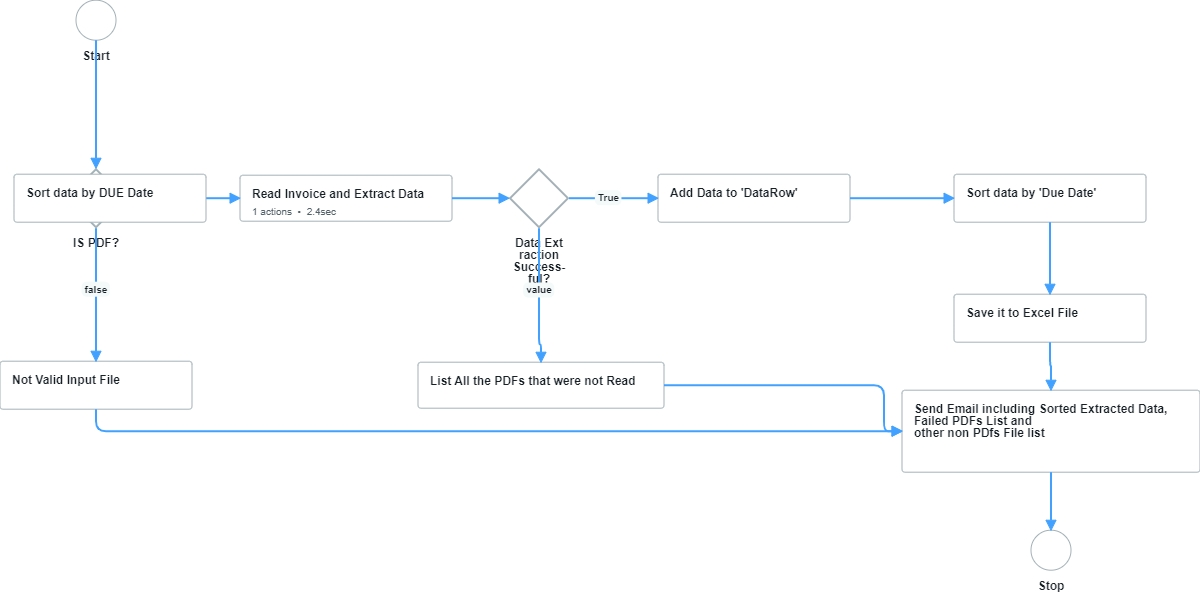 Start
Sort data by DUE Date
IS PDF?
false
Not Valid Input File
Read Invoice and Extract Data
1 actions • 2.4sec
Data Ext
raction
Success-
ful?
value
List All the PDFs that were not Read
True
Add Data to 'DataRow'
Sort data by 'Due Date'
Save it to Excel File
Send Email including Sorted Extracted Data,
Failed PDFs List and
other non PDfs File list
Stop